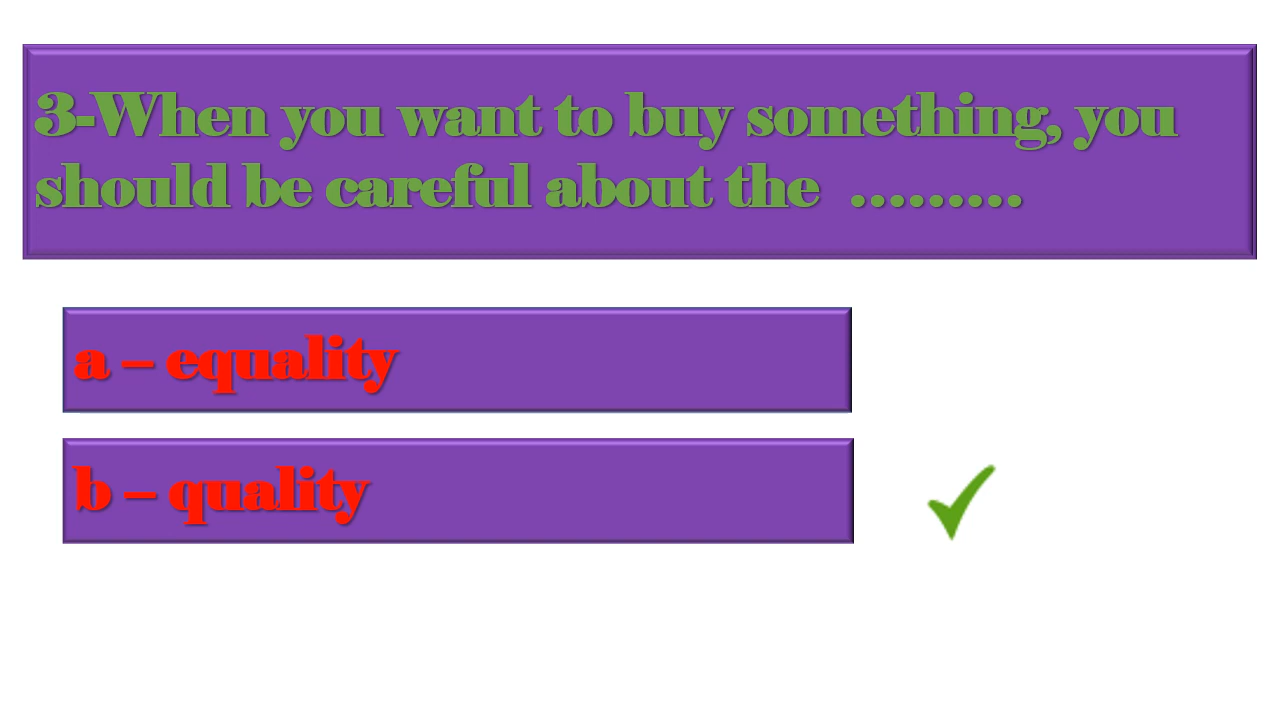 3-When you want to buy something, you
should be careful about the .........
a – equality
b – quality